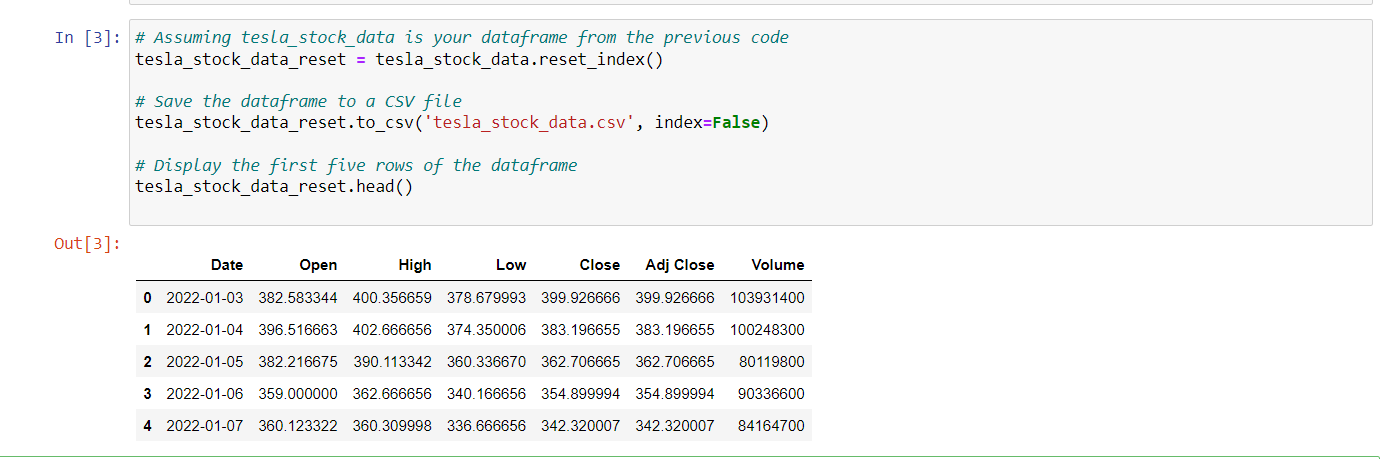 In [3]: # Assuming tesla_stock_data is your dataframe from the previous code
tesla_stock_data_reset = tesla_stock_data.reset_index()
# Save the dataframe to a CSV file
tesla_stock_data_reset.to_csv('tesla_stock_data.csv', index=False)
# Display the first five rows of the dataframe
tesla_stock_data_reset.head()
Out[3]:
Date Open High Low Close Adj Close Volume
0 2022-01-03 382.583344 400.356659 378.679993 399.926666 399.926666 103931400
1 2022-01-04 396.516663 402.666656 374.350006 383.196655 383.196655 100248300
2 2022-01-05 382.216675 390.113342 360.336670 362.706665 362.706665 80119800
3 2022-01-06 359.000000 362.666656 340.166656 354.899994 354.899994 90336600
4 2022-01-07 360.123322 360.309998 336.666656 342.320007 342.320007 84164700